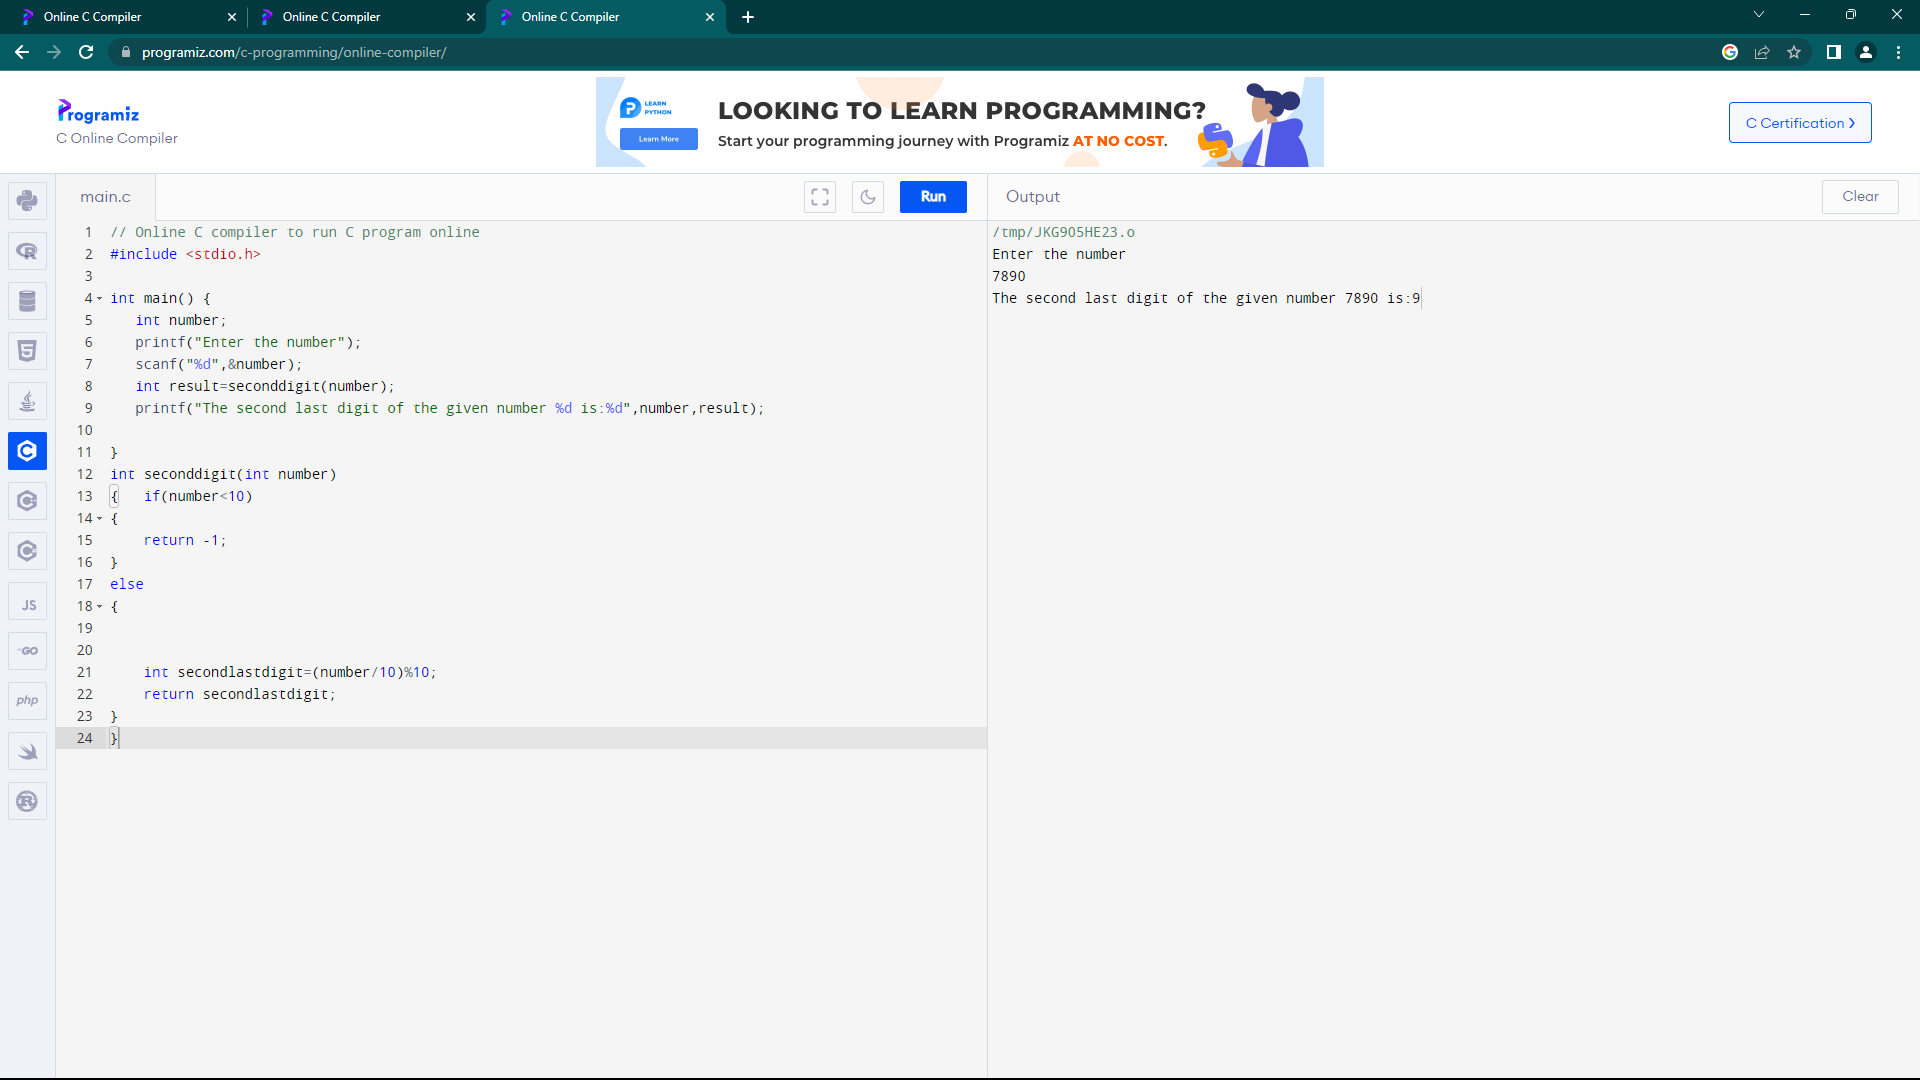 Online C Compiler
Online C Compiler
Online C Compiler
programiz.com/c-programming/online-compiler/
Programiz
C Online Compiler
LEARN
PYTHON
Learn More
LOOKING TO LEARN PROGRAMMING?
Start your programming journey with Programiz AT NO COST.
C Certification
main.c
Run
Output
Clear
1 // Online C compiler to run C program online
2 #include <stdio.h>
3
4 int main() {
5    int number;
6    printf("Enter the number");
7    scanf("%d",&number);
8    int result=seconddigit(number);
9    printf("The second last digit of the given number %d is:%d",number,result);
10
11 }
12 int seconddigit(int number)
13 {   if(number<10)
14 {
15     return -1;
16 }
17 else
18 {
19
20
21     int secondlastdigit=(number/10)%10;
22     return secondlastdigit;
23 }
24 }
/tmp/JKG9O5HE23.o
Enter the number
7890
The second last digit of the given number 7890 is:9
JS
GO
php